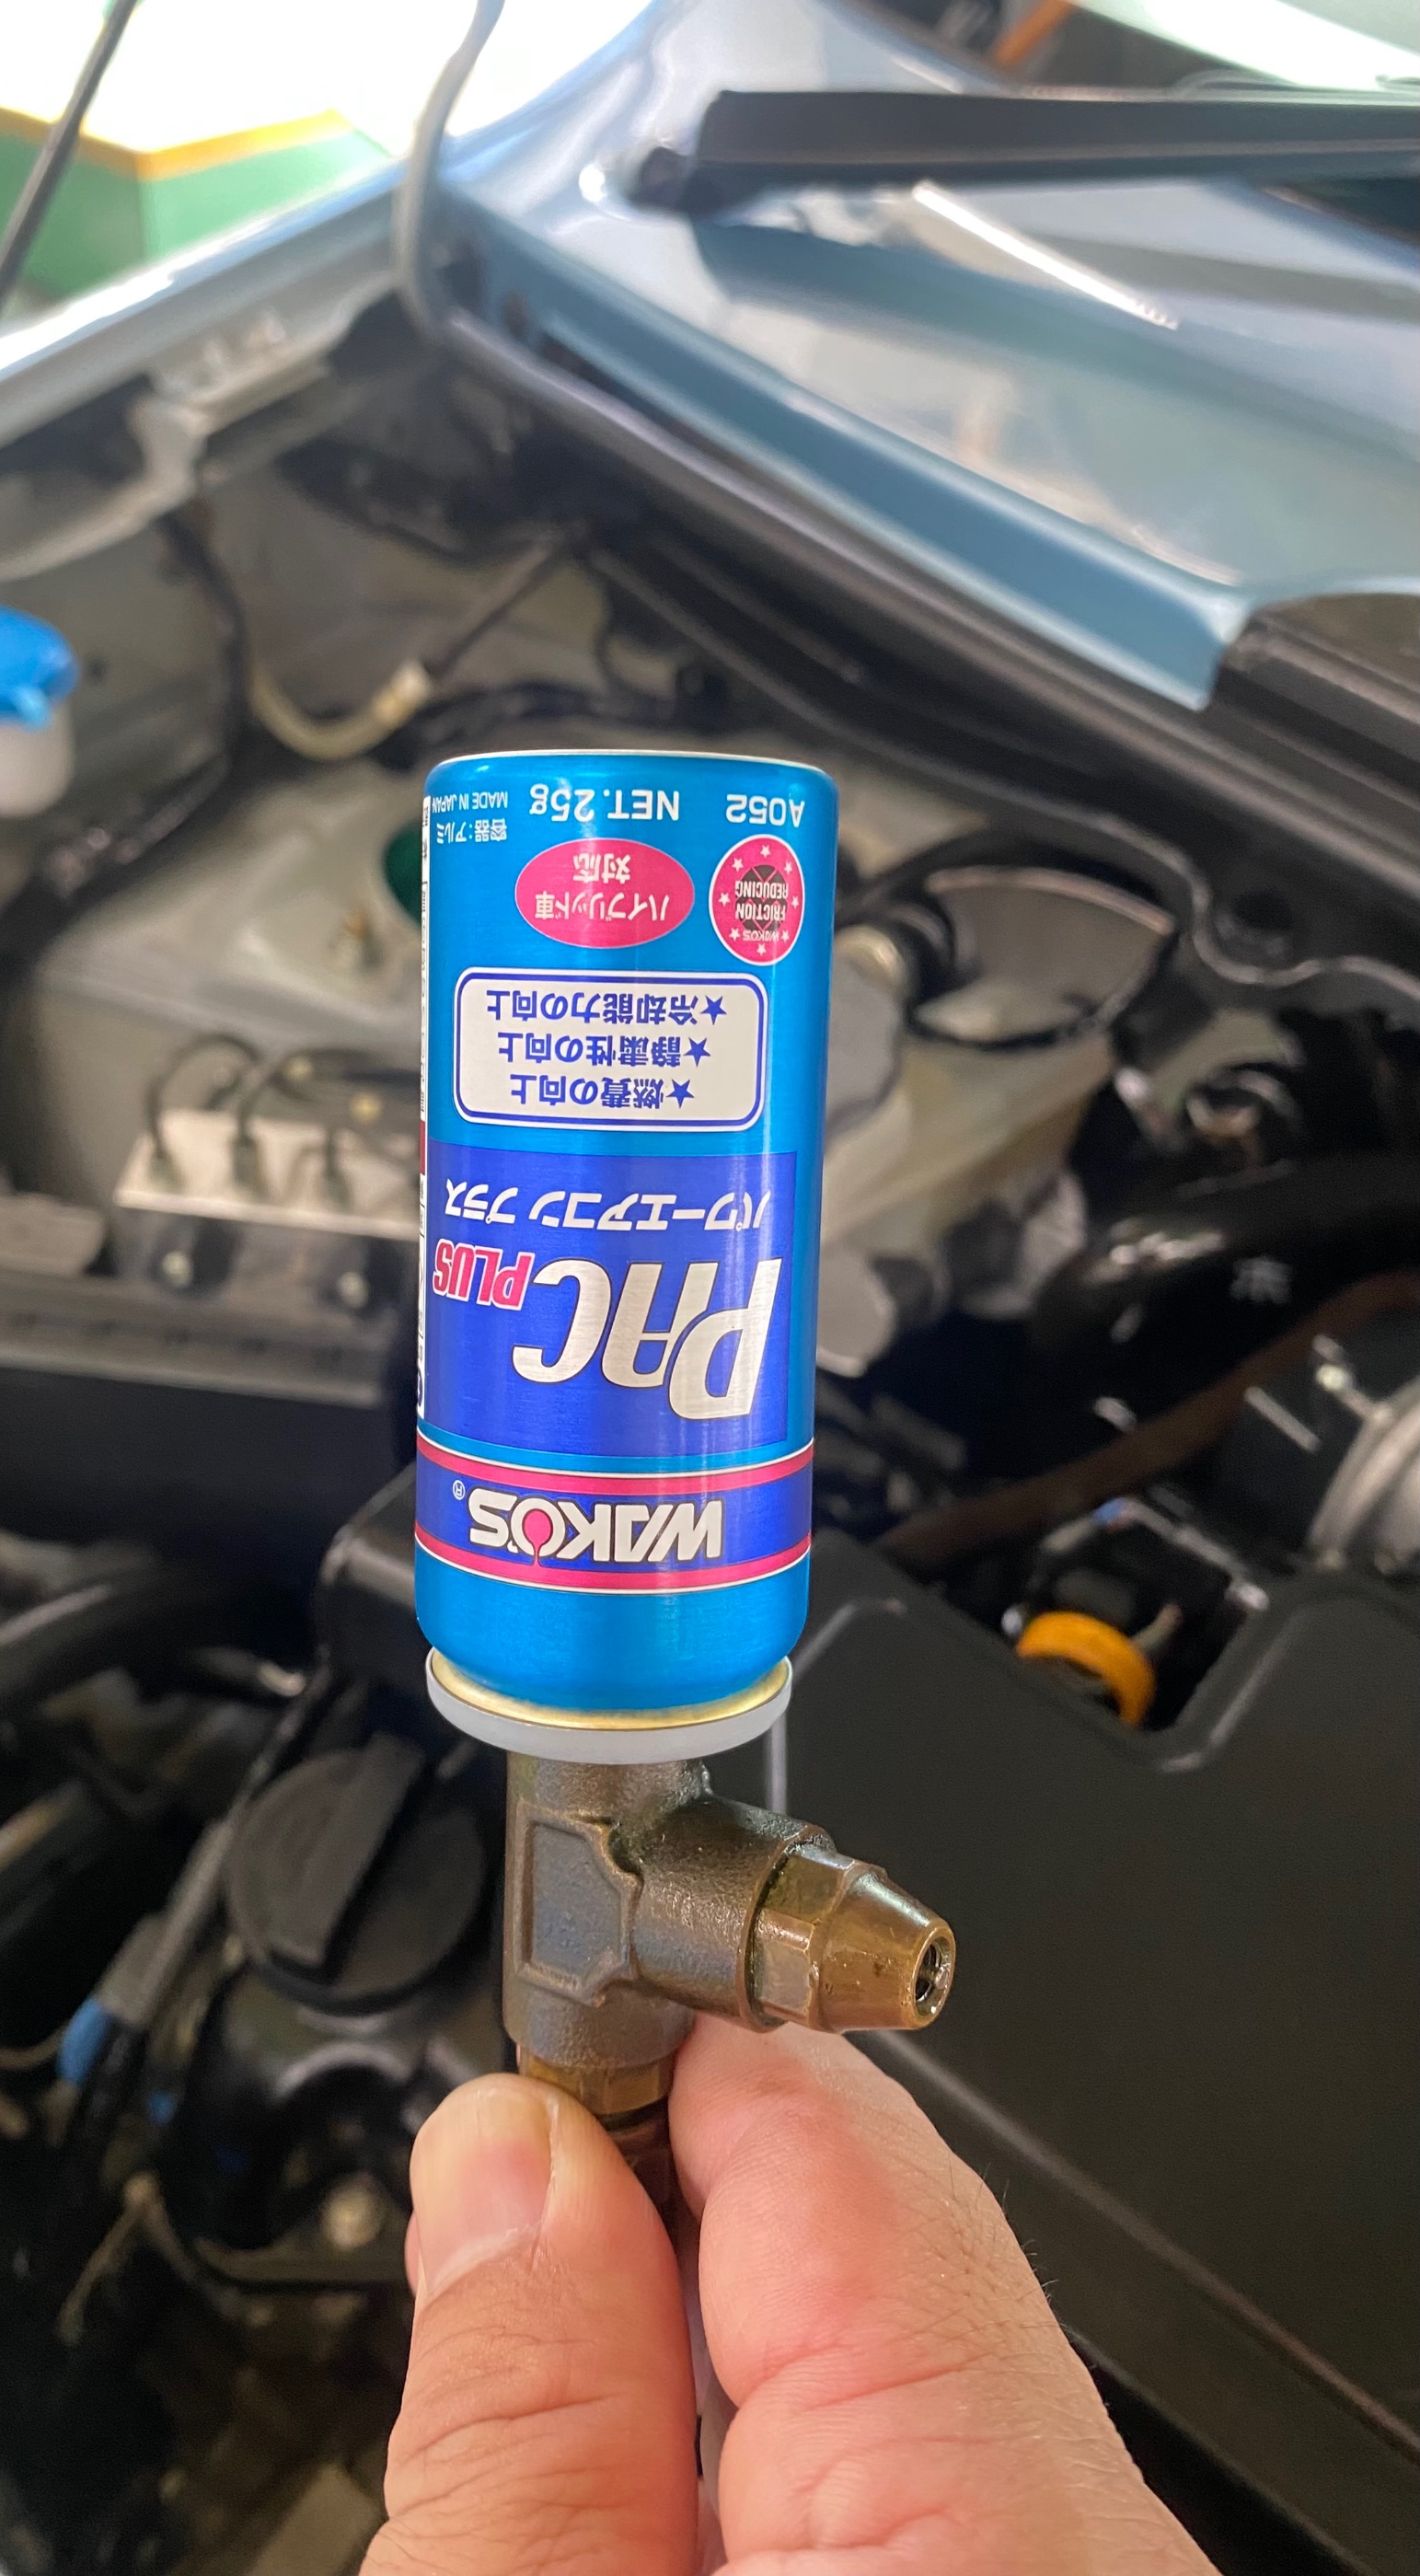 WAKO'S®
PAC PLUS
パワーエアコン プラス
★燃費の向上
★静粛性の向上
★冷却能力の向上
WAKO'S
FRICTION
REDUCING
ハイブリッド車
対応
A052 NET.25g
容器:アルミ
MADE IN JAPAN